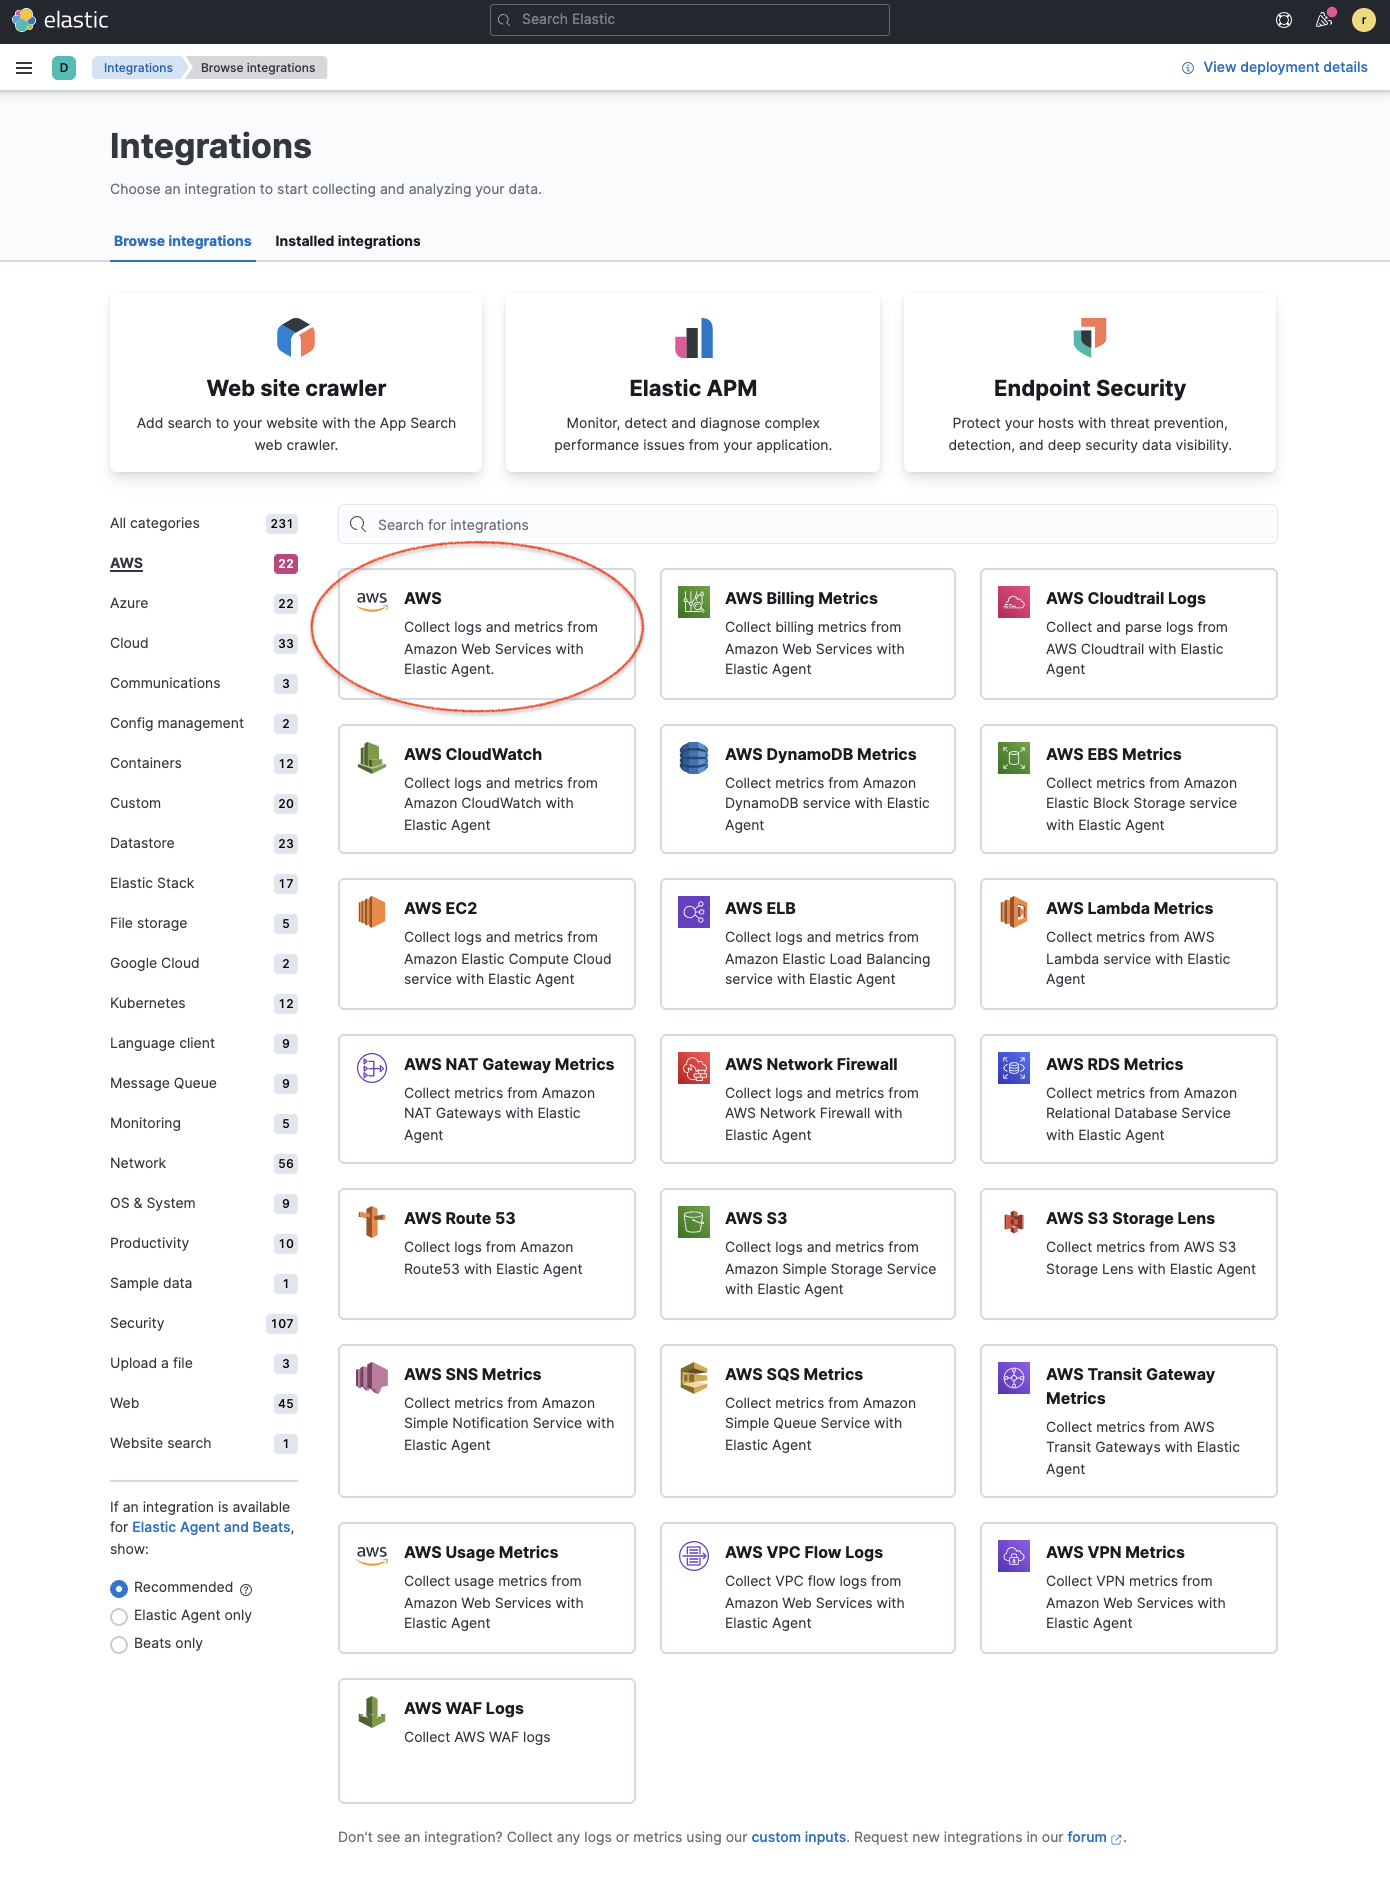 elastic
Search Elastic
r
D
Integrations
Browse integrations
View deployment details
Integrations
Choose an integration to start collecting and analyzing your data.
Browse integrations
Installed integrations
Web site crawler
Add search to your website with the App Search
web crawler.
Elastic APM
Monitor, detect and diagnose complex
performance issues from your application.
Endpoint Security
Protect your hosts with threat prevention,
detection, and deep security data visibility.
All categories 231
AWS 22
Azure 22
Cloud 33
Communications 3
Config management 2
Containers 12
Custom 20
Datastore 23
Elastic Stack 17
File storage 5
Google Cloud 2
Kubernetes 12
Language client 9
Message Queue 9
Monitoring 5
Network 56
OS & System 9
Productivity 10
Sample data 1
Security 107
Upload a file 3
Web 45
Website search 1
If an integration is available
for Elastic Agent and Beats,
show:
Recommended
Elastic Agent only
Beats only
Search for integrations
aws
AWS
Collect logs and metrics from
Amazon Web Services with
Elastic Agent.
AWS Billing Metrics
Collect billing metrics from
Amazon Web Services with
Elastic Agent
AWS Cloudtrail Logs
Collect and parse logs from
AWS Cloudtrail with Elastic
Agent
AWS CloudWatch
Collect logs and metrics from
Amazon CloudWatch with
Elastic Agent
AWS DynamoDB Metrics
Collect metrics from Amazon
DynamoDB service with Elastic
Agent
AWS EBS Metrics
Collect metrics from Amazon
Elastic Block Storage service
with Elastic Agent
AWS EC2
Collect logs and metrics from
Amazon Elastic Compute Cloud
service with Elastic Agent
AWS ELB
Collect logs and metrics from
Amazon Elastic Load Balancing
service with Elastic Agent
AWS Lambda Metrics
Collect metrics from AWS
Lambda service with Elastic
Agent
AWS NAT Gateway Metrics
Collect metrics from Amazon
NAT Gateways with Elastic
Agent
AWS Network Firewall
Collect logs and metrics from
AWS Network Firewall with
Elastic Agent
AWS RDS Metrics
Collect metrics from Amazon
Relational Database Service
with Elastic Agent
AWS Route 53
Collect logs from Amazon
Route53 with Elastic Agent
AWS S3
Collect logs and metrics from
Amazon Simple Storage Service
with Elastic Agent
AWS S3 Storage Lens
Collect metrics from AWS S3
Storage Lens with Elastic Agent
AWS SNS Metrics
Collect metrics from Amazon
Simple Notification Service with
Elastic Agent
AWS SQS Metrics
Collect metrics from Amazon
Simple Queue Service with
Elastic Agent
AWS Transit Gateway
Metrics
Collect metrics from AWS
Transit Gateways with Elastic
Agent
aws
AWS Usage Metrics
Collect usage metrics from
Amazon Web Services with
Elastic Agent
AWS VPC Flow Logs
Collect VPC flow logs from
Amazon Web Services with
Elastic Agent
AWS VPN Metrics
Collect VPN metrics from
Amazon Web Services with
Elastic Agent
AWS WAF Logs
Collect AWS WAF logs
Don't see an integration? Collect any logs or metrics using our custom inputs. Request new integrations in our forum.